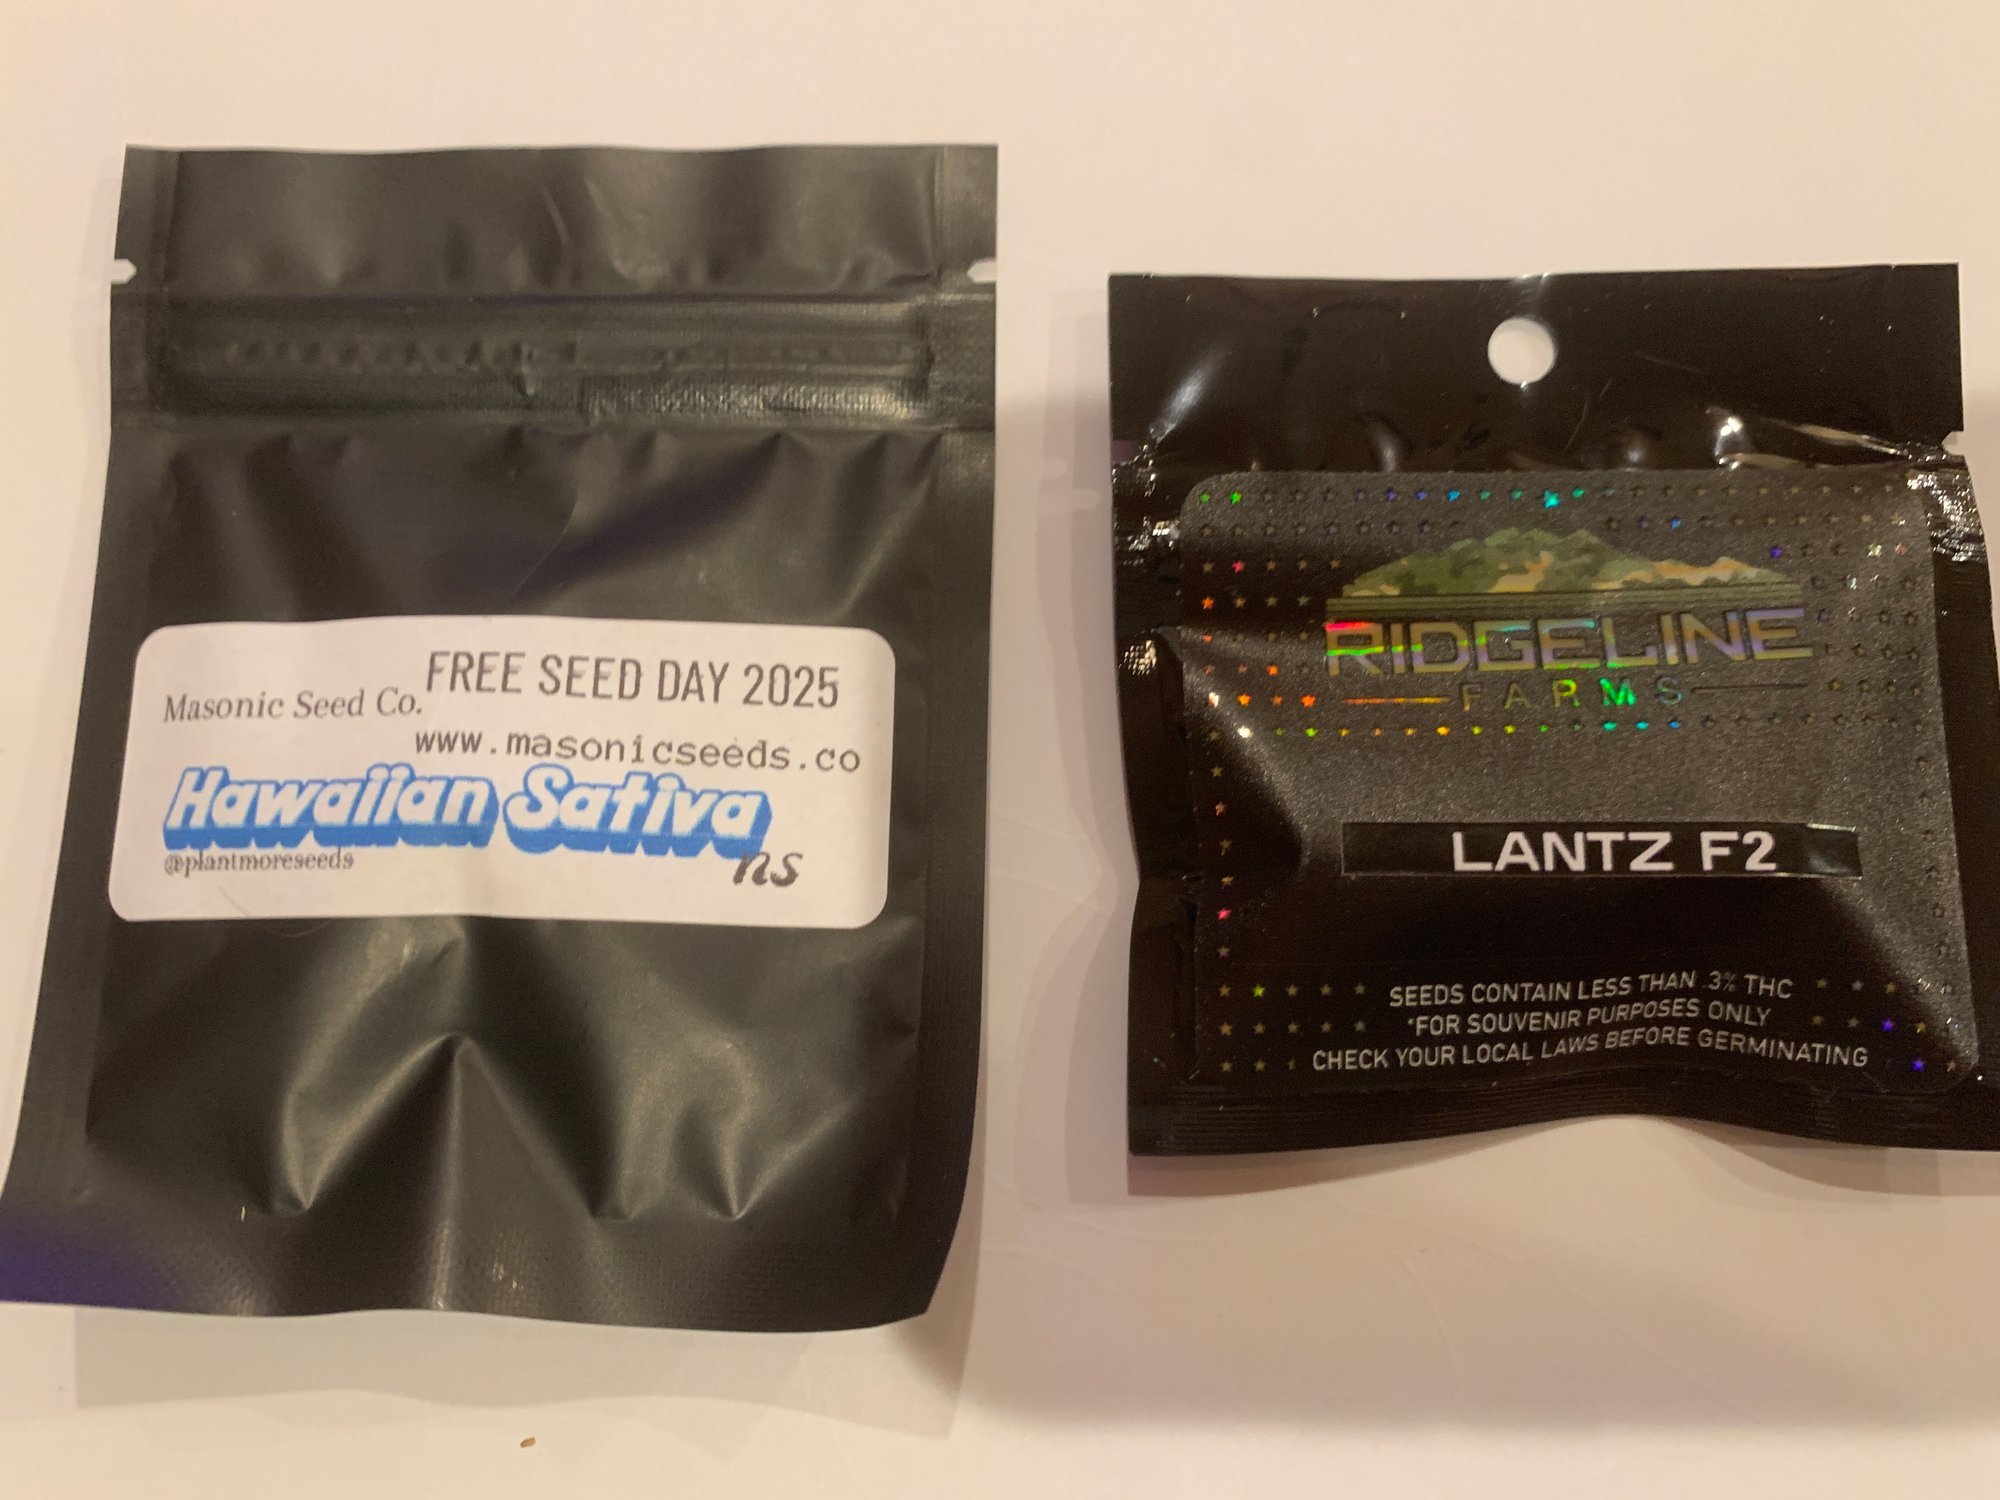 FREE SEED DAY 2025
Masonic Seed Co.
www.masonicseeds.co
Hawaiian Sativa
@plantmoreseeds
ns
RIDGELINE
FARMS
LANTZ F2
SEEDS CONTAIN LESS THAN .3% THC
*FOR SOUVENIR PURPOSES ONLY
CHECK YOUR LOCAL LAWS BEFORE GERMINATING